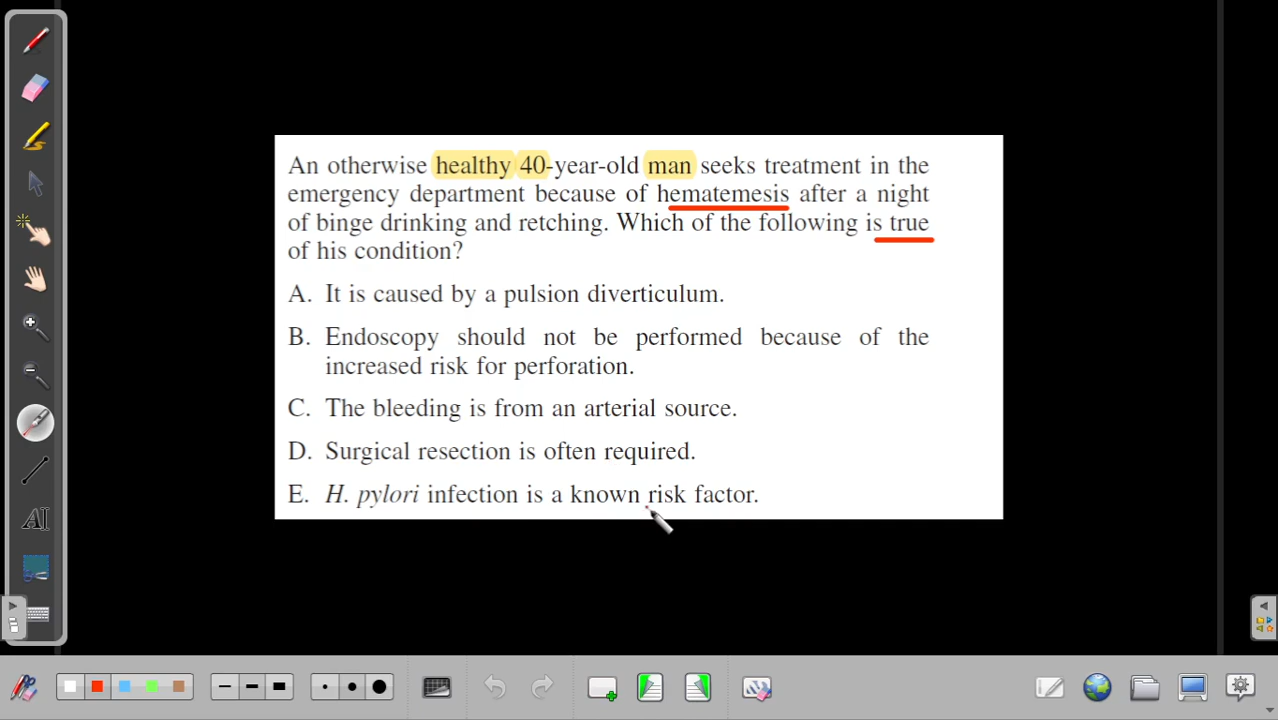 An otherwise healthy 40-year-old man seeks treatment in the
emergency department because of hematemesis after a night
of binge drinking and retching. Which of the following is true
of his condition?
A. It is caused by a pulsion diverticulum.
B. Endoscopy should not be performed because of the
increased risk for perforation.
C. The bleeding is from an arterial source.
D. Surgical resection is often required.
E. H. pylori infection is a known risk factor.